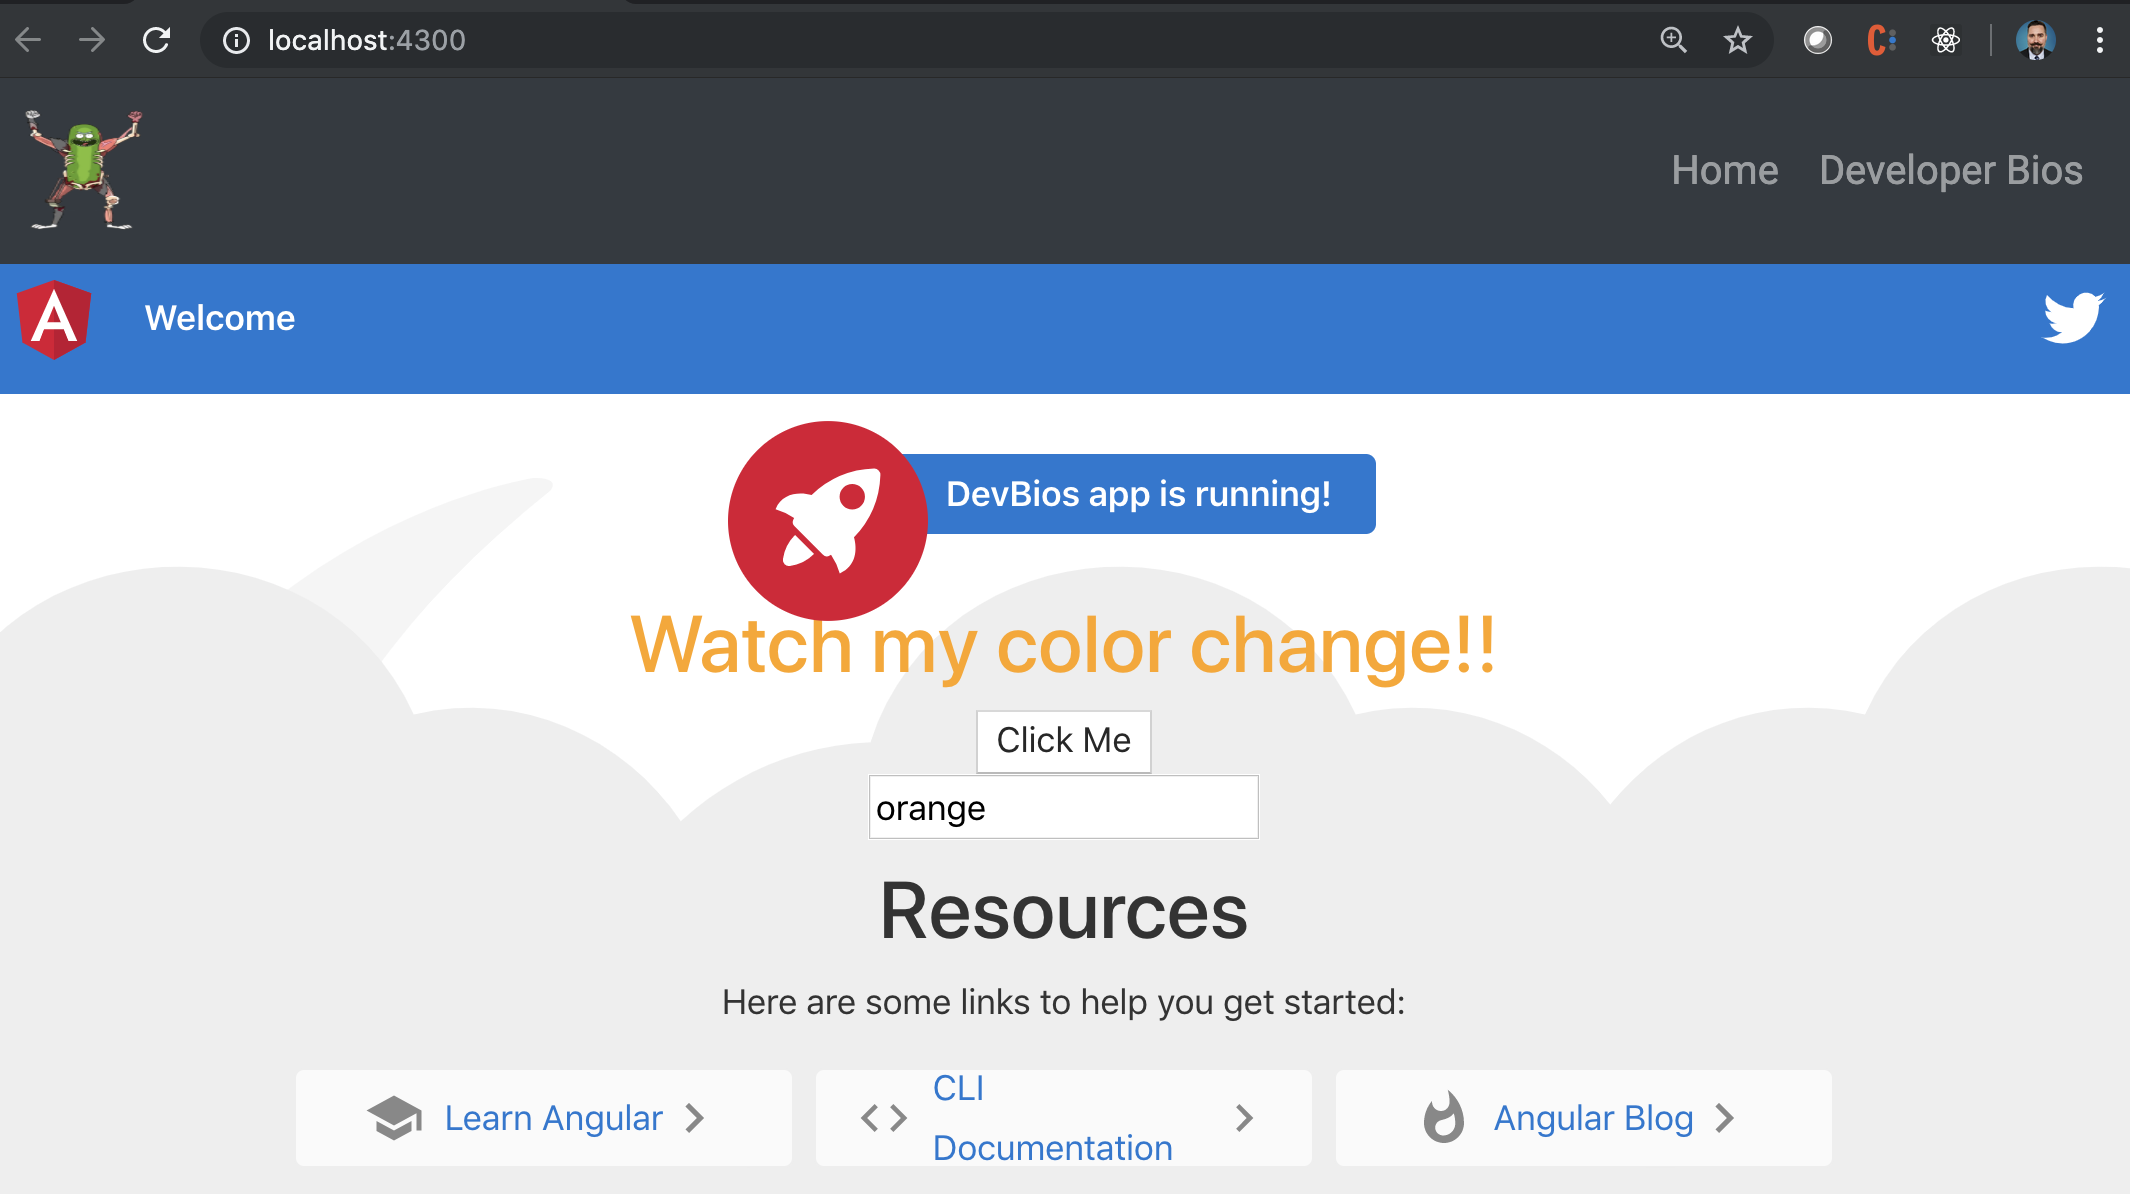 localhost:4300
Home Developer Bios
Welcome
DevBios app is running!
Watch my color change!!
Click Me
orange
Resources
Here are some links to help you get started:
Learn Angular
CLI
Documentation
Angular Blog